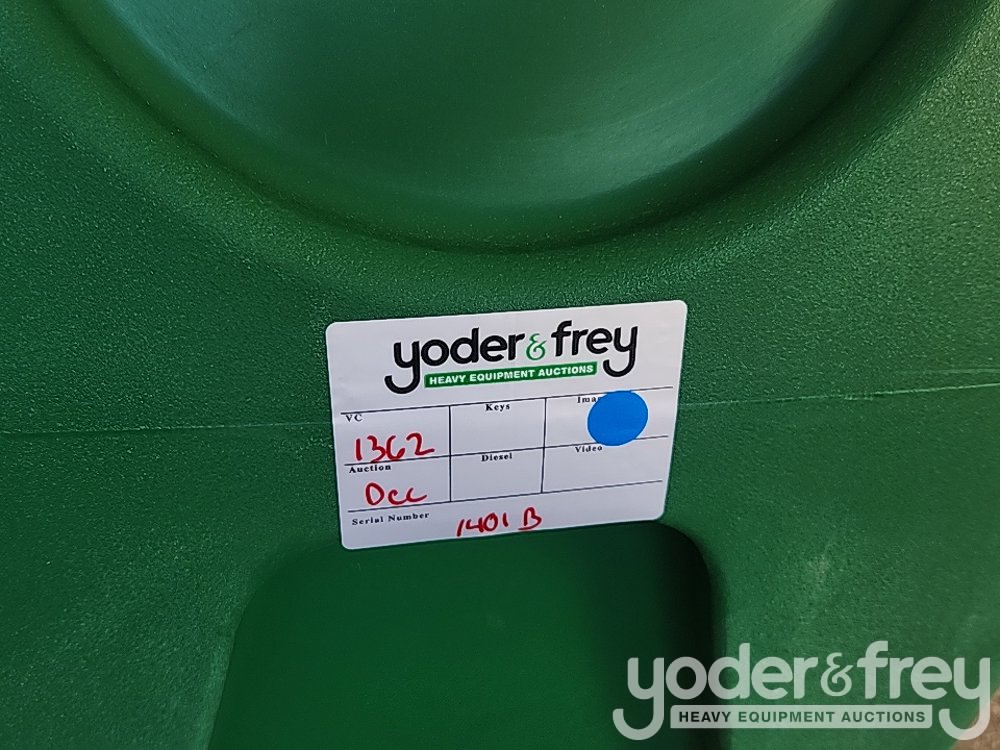 yoder & frey
HEAVY EQUIPMENT AUCTIONS
VC Keys
1362
Auction Diesel Video
Dec
Serial Number 1401 B
yoder & frey
HEAVY EQUIPMENT AUCTIONS